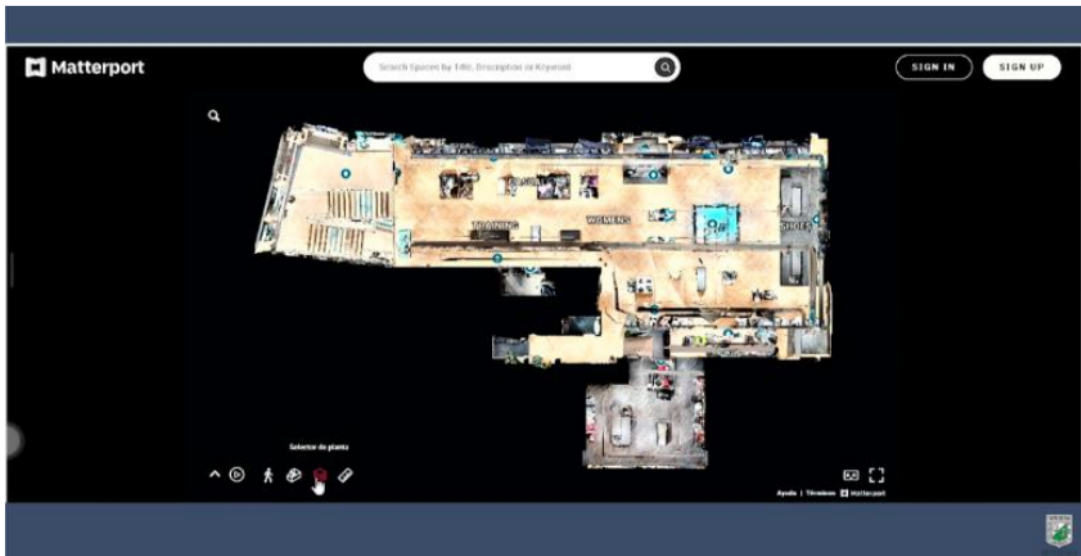 Matterport
Search Spaces by Title, Description or Keyword
SIGN IN
SIGN UP
CASUAL
TRAINING
WOMENS
SHOES
Selector de planta
Ayuda | Términos Matterport